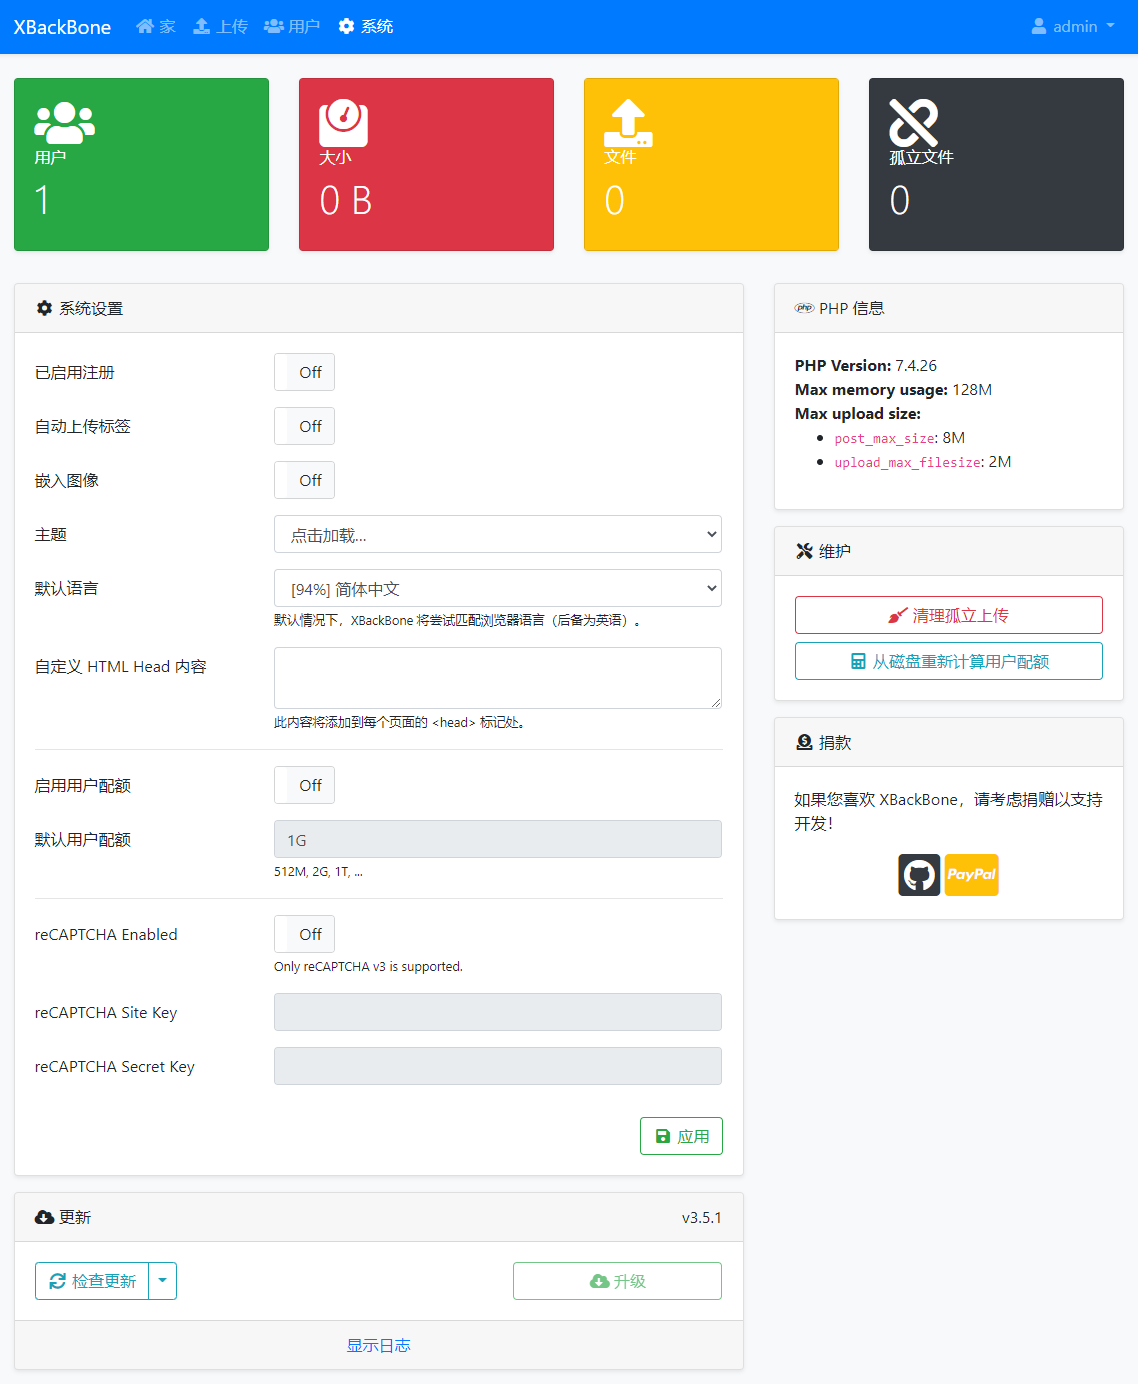 XBackBone 家 上传 用户 系统 admin
用户
1
大小
0 B
文件
0
孤立文件
0
系统设置
已启用注册 Off
自动上传标签 Off
嵌入图像 Off
主题 点击加载...
默认语言 [94%] 简体中文
默认情况下，XBackBone 将尝试匹配浏览器语言（后备为英语）。
自定义 HTML Head 内容
此内容将添加到每个页面的 <head> 标记处。
启用用户配额 Off
默认用户配额 1G
512M, 2G, 1T, ...
reCAPTCHA Enabled Off
Only reCAPTCHA v3 is supported.
reCAPTCHA Site Key
reCAPTCHA Secret Key
应用
更新 v3.5.1
检查更新 升级
显示日志
php PHP 信息
PHP Version: 7.4.26
Max memory usage: 128M
Max upload size:
post_max_size: 8M
upload_max_filesize: 2M
维护
清理孤立上传
从磁盘重新计算用户配额
捐款
如果您喜欢 XBackBone，请考虑捐赠以支持
开发！
PayPal